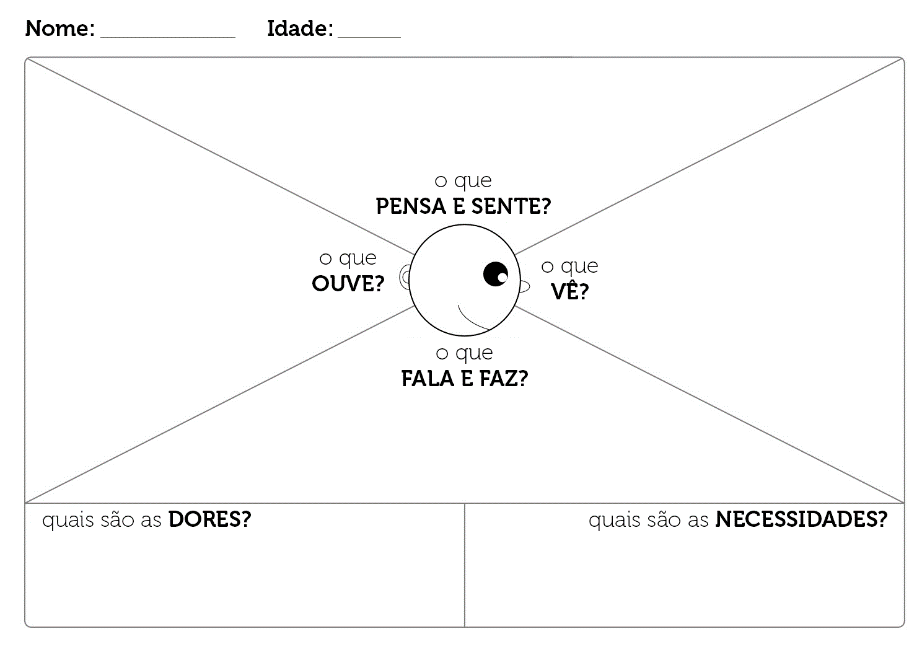 Nome: ____________ Idade: ______
o que
PENSA E SENTE?
o que
OUVE?
o que
VÊ?
o que
FALA E FAZ?
quais são as DORES?
quais são as NECESSIDADES?